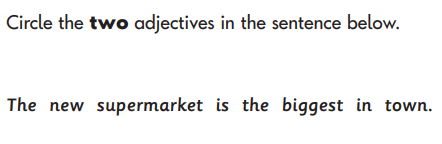 Circle the two adjectives in the sentence below.
The new supermarket is the biggest in town.